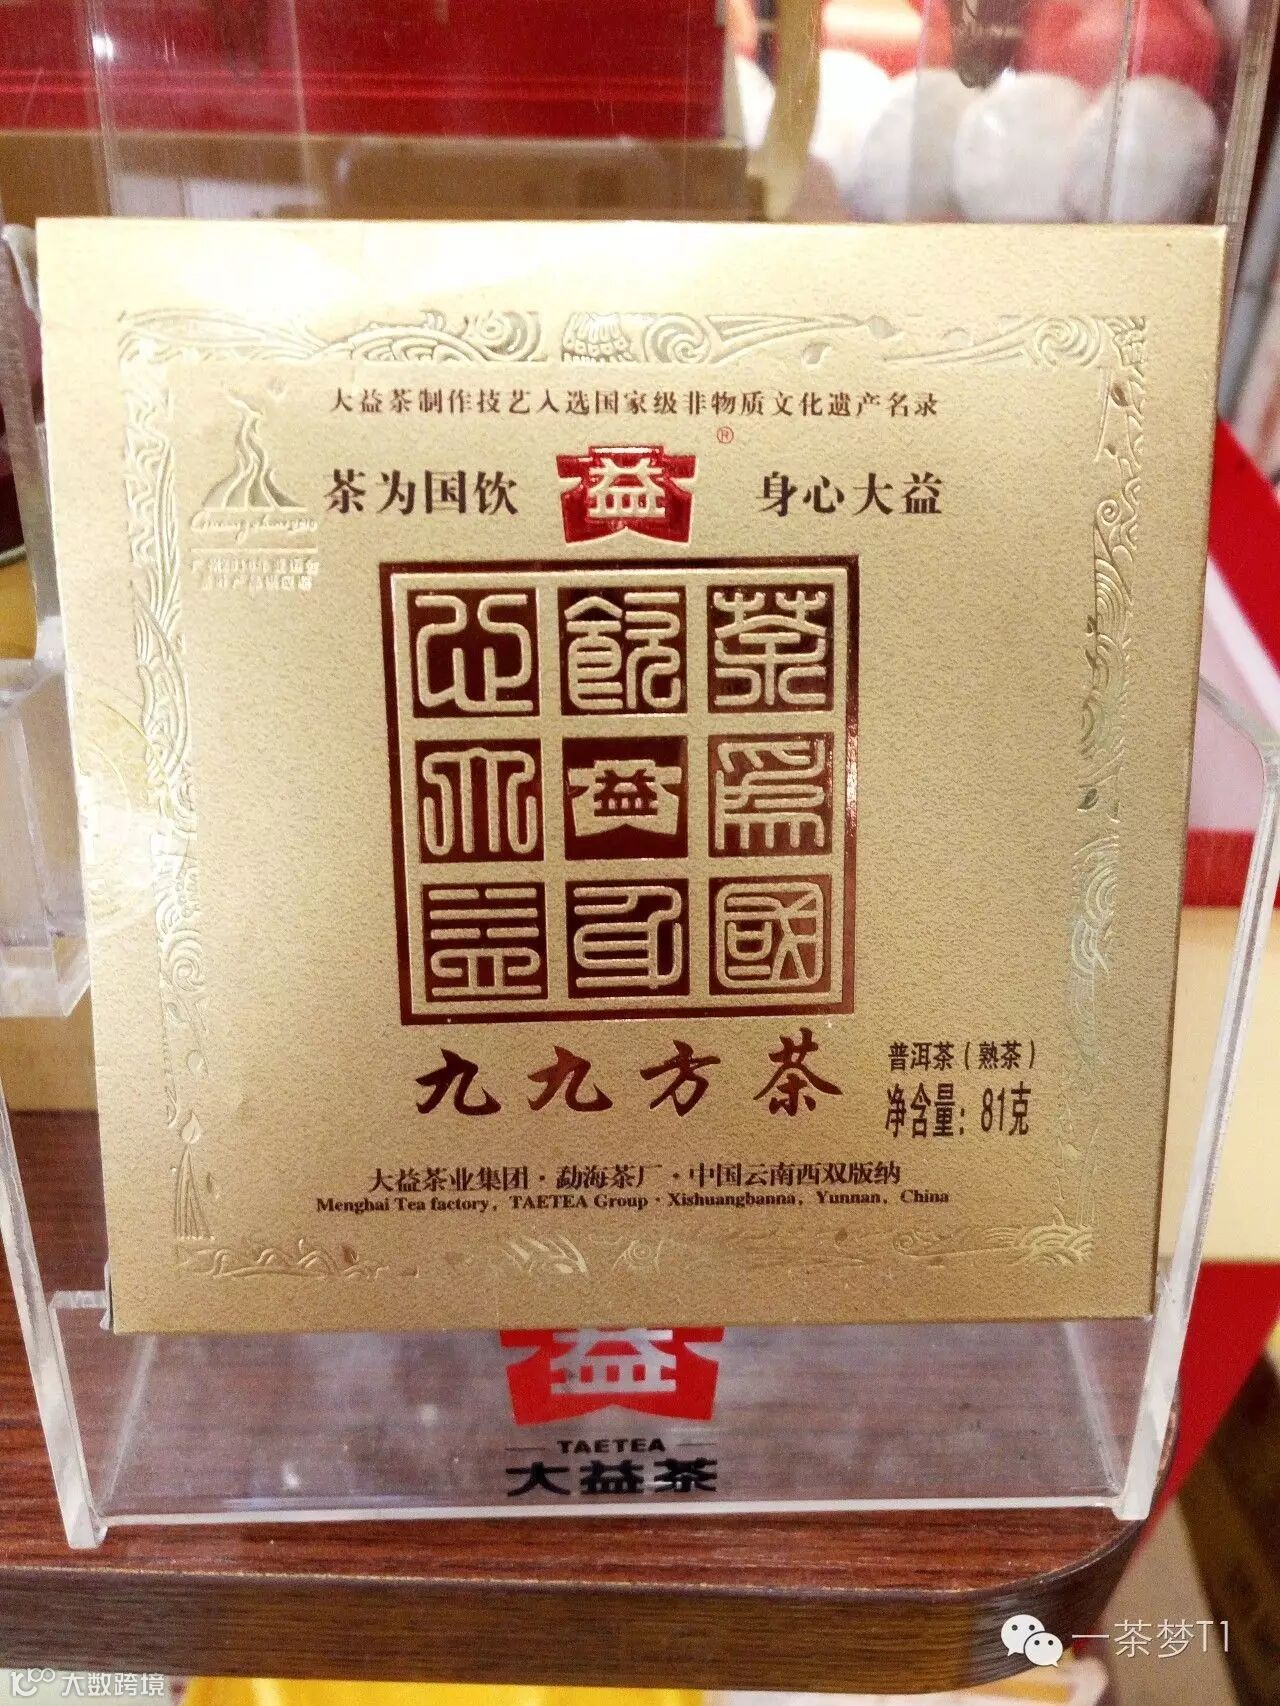 大益茶制作技艺入选国家级非物质文化遗产名录
®
茶为国饮 益 身心大益
心 飲 茶
大 益 爲
益 身 國
九九方茶
普洱茶（熟茶）
净含量：81克
大益茶业集团·勐海茶厂·中国云南西双版纳
Menghai Tea factory, TAETEA Group·Xishuangbanna, Yunnan, China
益
TAETEA
大益茶
一茶梦T1
大数跨境